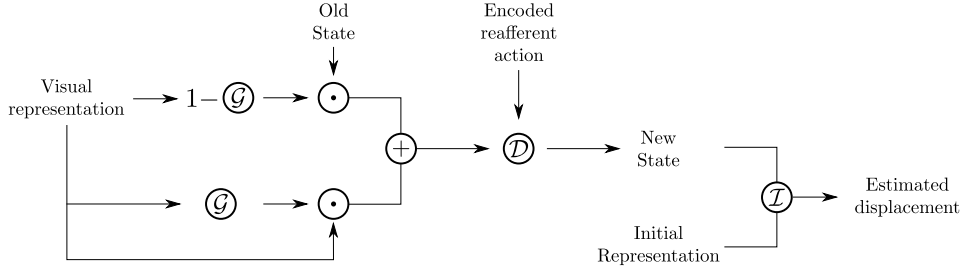 Old
State
Encoded
reafferent
action
Visual
representation
1− 𝒢
·
+
𝒟
New
State
𝒢
·
ℐ
Estimated
displacement
Initial
Representation